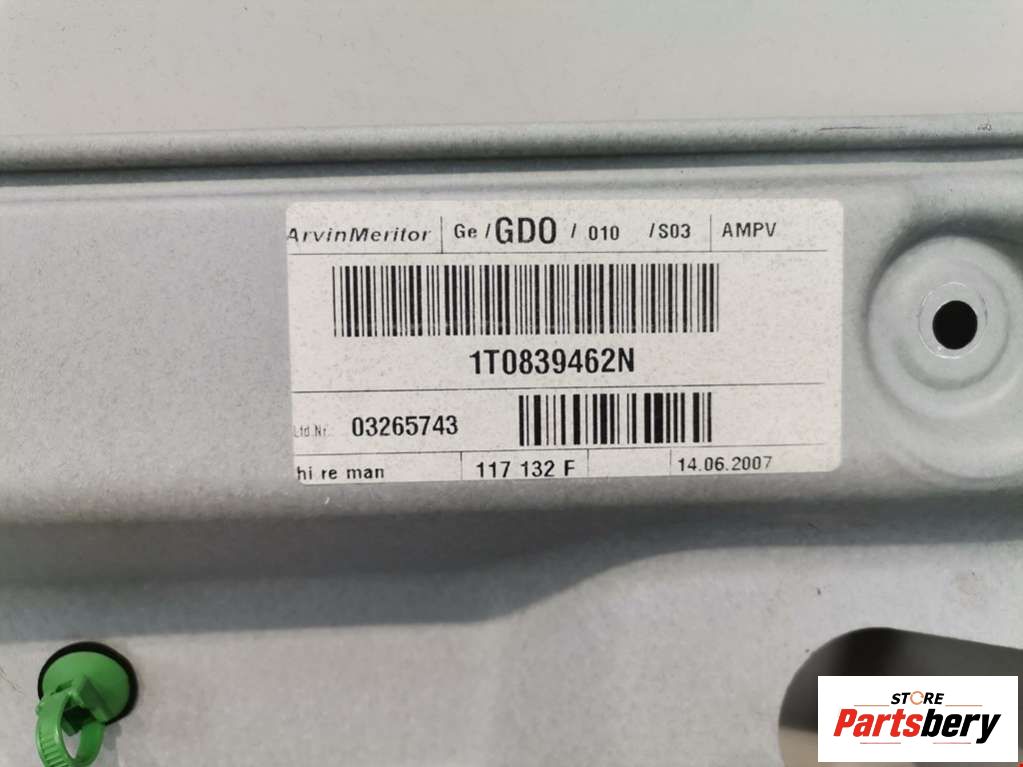 ArvinMeritor Ge / GDO / 010 / S03 AMPV
1T0839462N
Lfd.Nr. 03265743
hi re man 117 132 F 14.06.2007
STORE
Partsbery